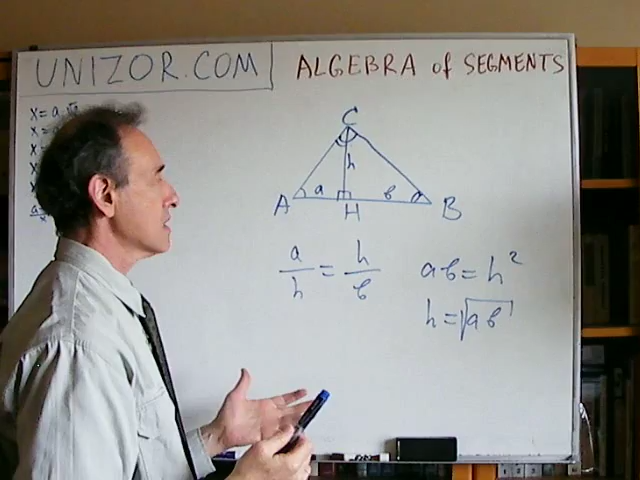 UNIZOR.COM
ALGEBRA of SEGMENTS
x = a
C
h
A a H b B
a/h = h/b
ab = h²
h = √ab